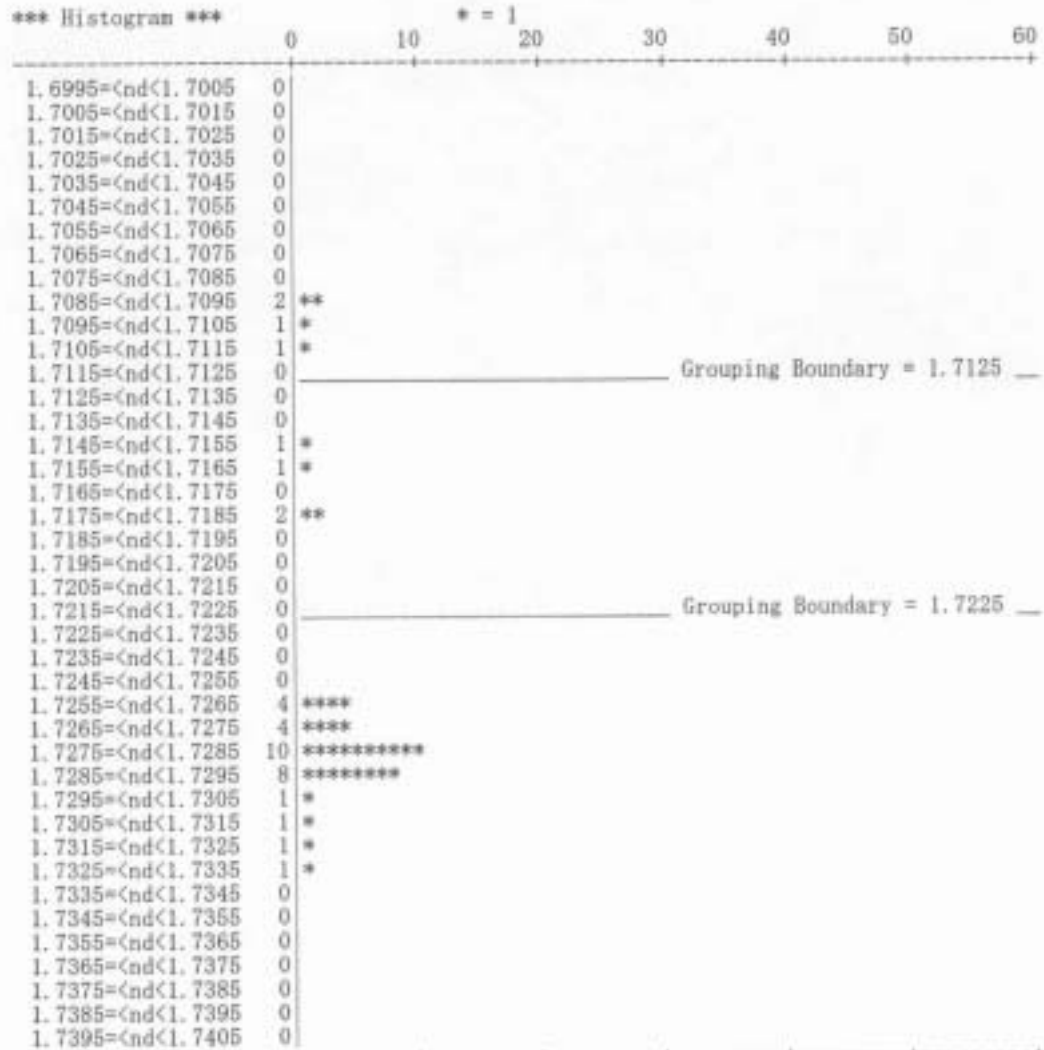 *** Histogram *** * = 1
0 10 20 30 40 50 60
1.6995=<nd<1.7005 0
1.7005=<nd<1.7015 0
1.7015=<nd<1.7025 0
1.7025=<nd<1.7035 0
1.7035=<nd<1.7045 0
1.7045=<nd<1.7055 0
1.7055=<nd<1.7065 0
1.7065=<nd<1.7075 0
1.7075=<nd<1.7085 0
1.7085=<nd<1.7095 2 **
1.7095=<nd<1.7105 1 *
1.7105=<nd<1.7115 1 *
1.7115=<nd<1.7125 0 Grouping Boundary = 1.7125
1.7125=<nd<1.7135 0
1.7135=<nd<1.7145 0
1.7145=<nd<1.7155 1 *
1.7155=<nd<1.7165 1 *
1.7165=<nd<1.7175 0
1.7175=<nd<1.7185 2 **
1.7185=<nd<1.7195 0
1.7195=<nd<1.7205 0
1.7205=<nd<1.7215 0
1.7215=<nd<1.7225 0 Grouping Boundary = 1.7225
1.7225=<nd<1.7235 0
1.7235=<nd<1.7245 0
1.7245=<nd<1.7255 0
1.7255=<nd<1.7265 4 ****
1.7265=<nd<1.7275 4 ****
1.7275=<nd<1.7285 10 **********
1.7285=<nd<1.7295 8 ********
1.7295=<nd<1.7305 1 *
1.7305=<nd<1.7315 1 *
1.7315=<nd<1.7325 1 *
1.7325=<nd<1.7335 1 *
1.7335=<nd<1.7345 0
1.7345=<nd<1.7355 0
1.7355=<nd<1.7365 0
1.7365=<nd<1.7375 0
1.7375=<nd<1.7385 0
1.7385=<nd<1.7395 0
1.7395=<nd<1.7405 0